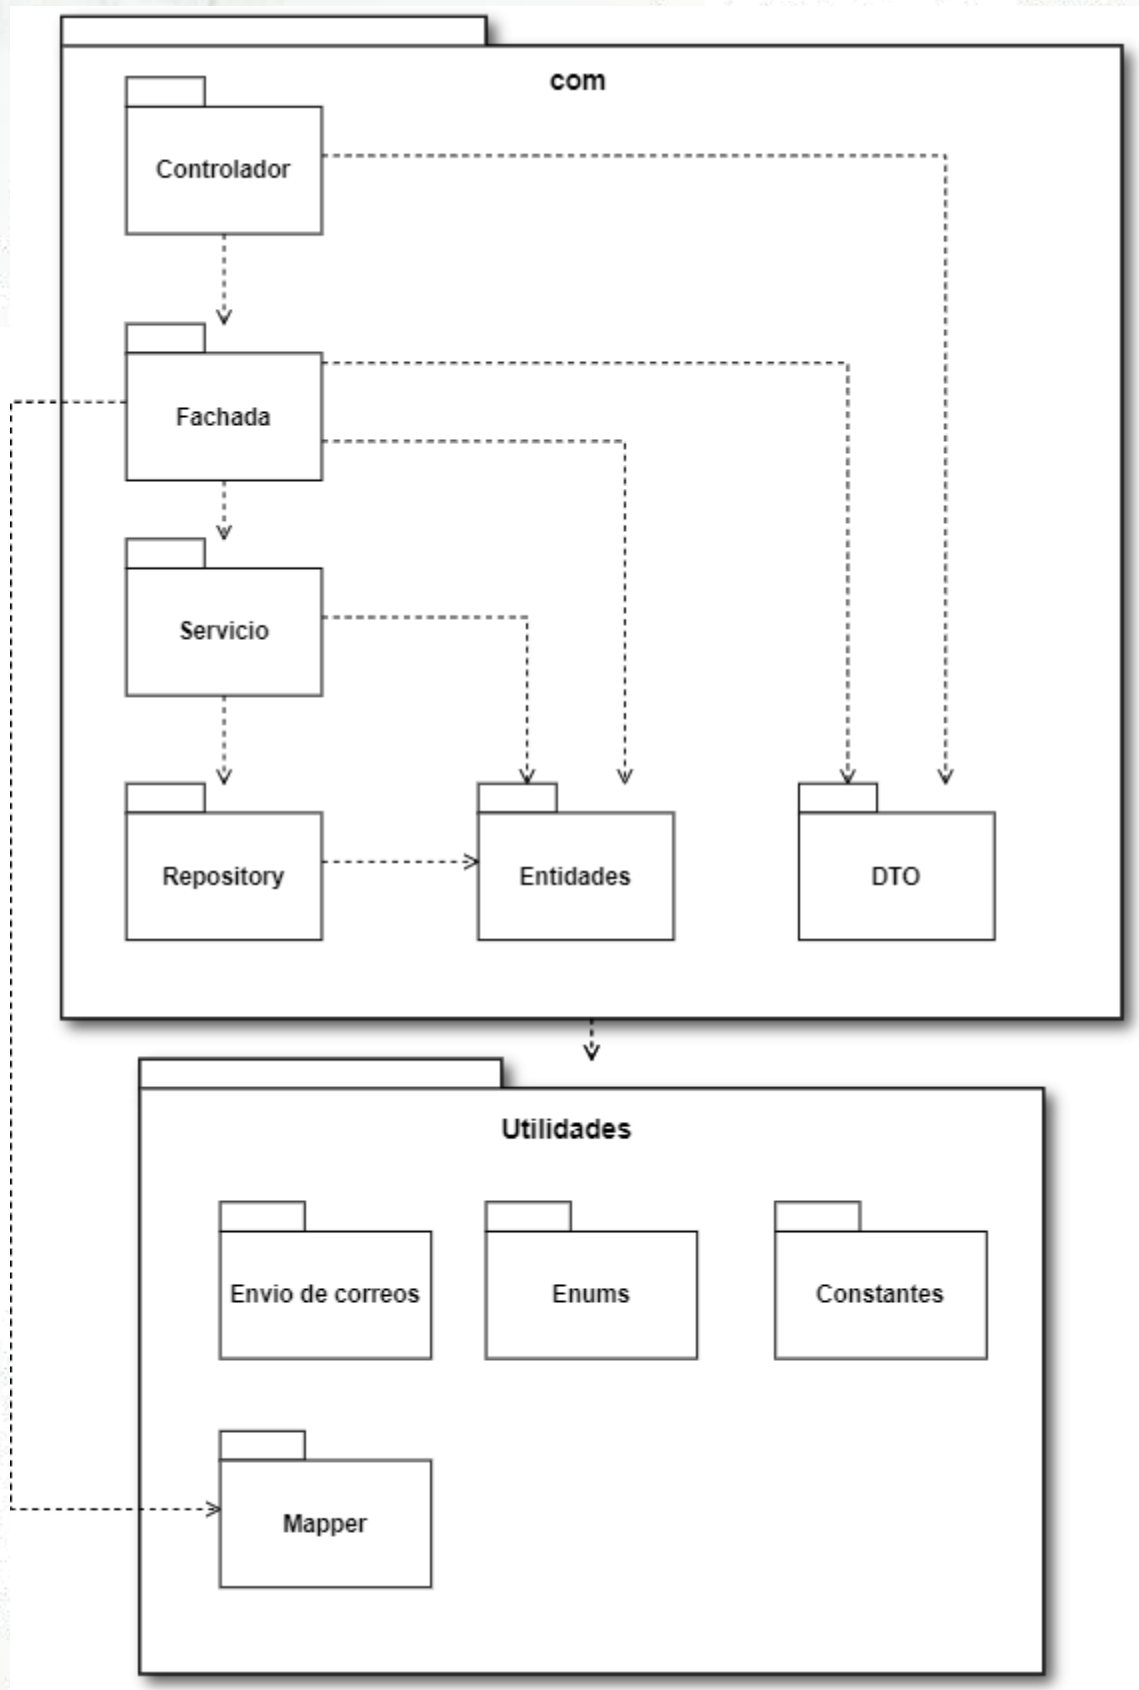 com
Controlador
Fachada
Servicio
Repository
Entidades
DTO
Utilidades
Envio de correos
Enums
Constantes
Mapper